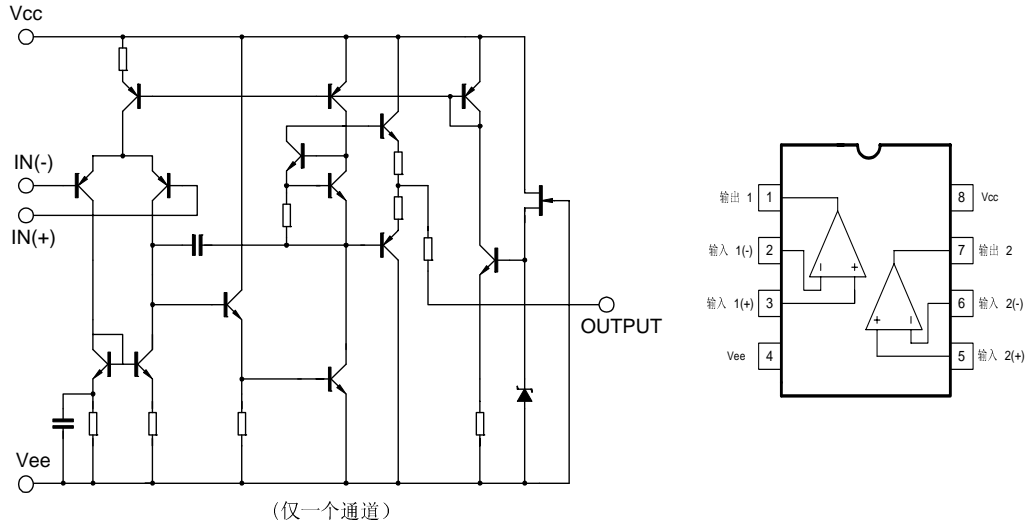 Vcc
IN(-)
IN(+)
OUTPUT
Vee
(仅一个通道)
输出 1
1
8
Vcc
输入 1(-)
2
7
输出 2
- +
输入 1(+)
3
6
输入 2(-)
+ -
Vee
4
5
输入 2(+)